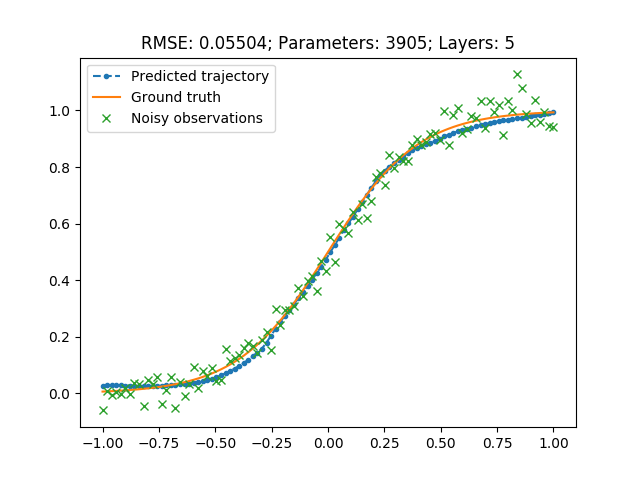 RMSE: 0.05504; Parameters: 3905; Layers: 5
Predicted trajectory
Ground truth
Noisy observations
1.0
0.8
0.6
0.4
0.2
0.0
−1.00 −0.75 −0.50 −0.25 0.00 0.25 0.50 0.75 1.00